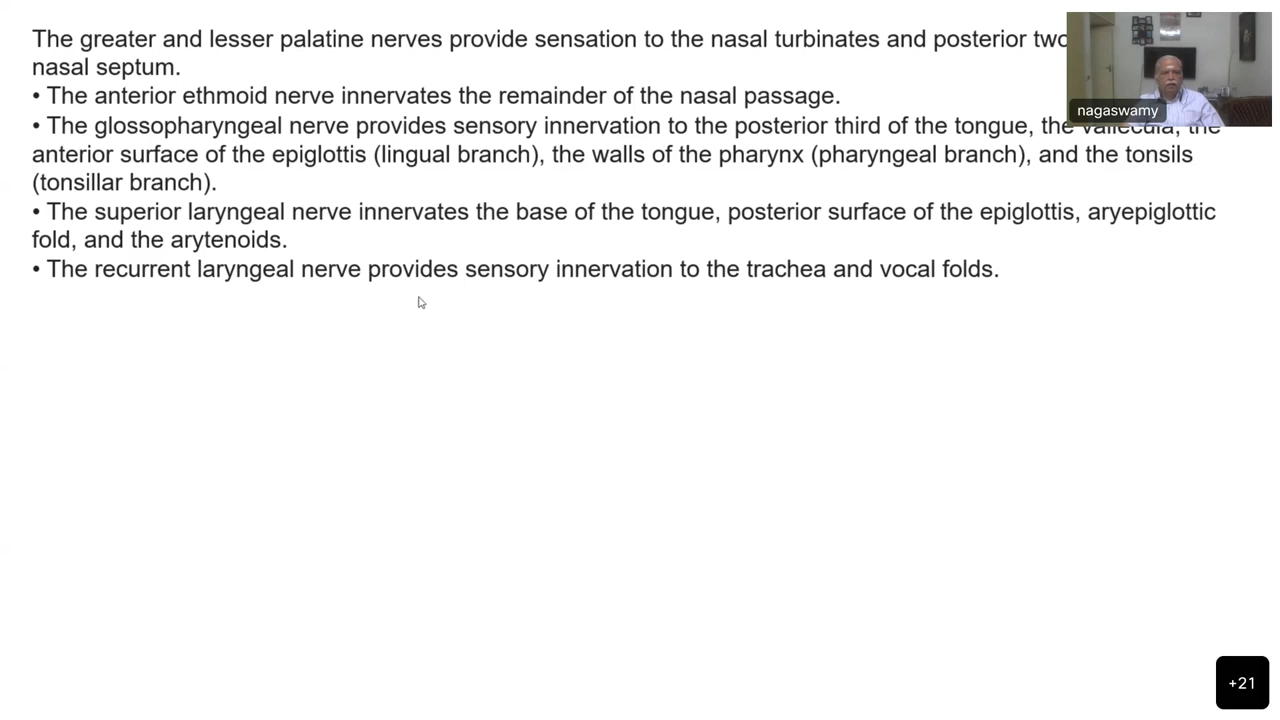 The greater and lesser palatine nerves provide sensation to the nasal turbinates and posterior two
nasal septum.
• The anterior ethmoid nerve innervates the remainder of the nasal passage.
• The glossopharyngeal nerve provides sensory innervation to the posterior third of the tongue, the vallecula, the
anterior surface of the epiglottis (lingual branch), the walls of the pharynx (pharyngeal branch), and the tonsils
(tonsillar branch).
• The superior laryngeal nerve innervates the base of the tongue, posterior surface of the epiglottis, aryepiglottic
fold, and the arytenoids.
• The recurrent laryngeal nerve provides sensory innervation to the trachea and vocal folds.
nagaswamy
+21